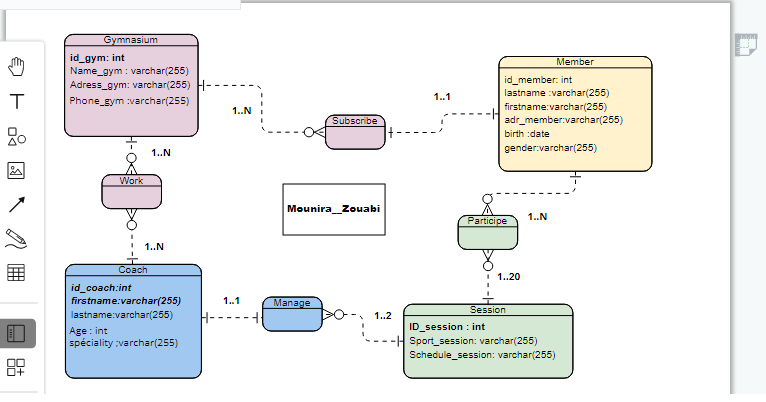 Gymnasium
id_gym: int
Name_gym : varchar(255)
Adress_gym: varchar(255)
Phone_gym :varchar(255)
Member
id_member: int
lastname :varchar(255)
firstname:varchar(255)
adr_member:varchar(255)
birth :date
gender:varchar(255)
1..N
1..1
Subscribe
1..N
Work
Mounira__Zouabi
1..N
Participe
1..N
1..20
Coach
id_coach:int
firstname:varchar(255)
lastname:varchar(255)
Age : int
spéciality :varchar(255)
1..1
Manage
1..2
Session
ID_session : int
Sport_session: varchar(255)
Schedule_session: varchar(255)
T